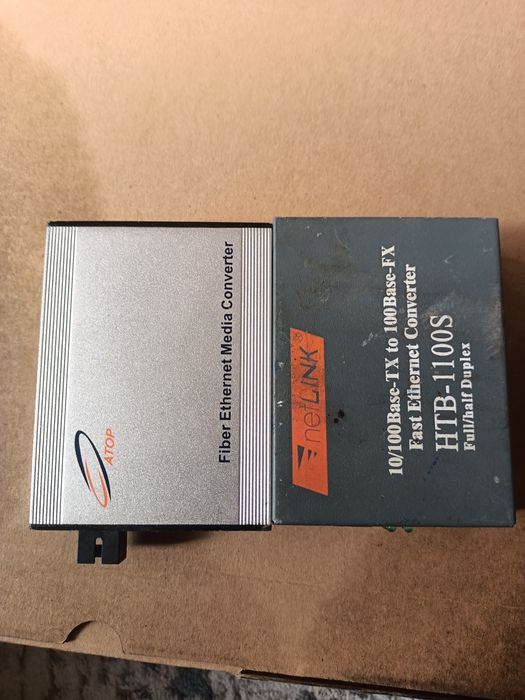 ATOP
Fiber Ethernet Media Converter
netLINK®
10/100Base-TX to 100Base-FX
Fast Ethernet Converter
HTB-1100S
Full/half Duplex